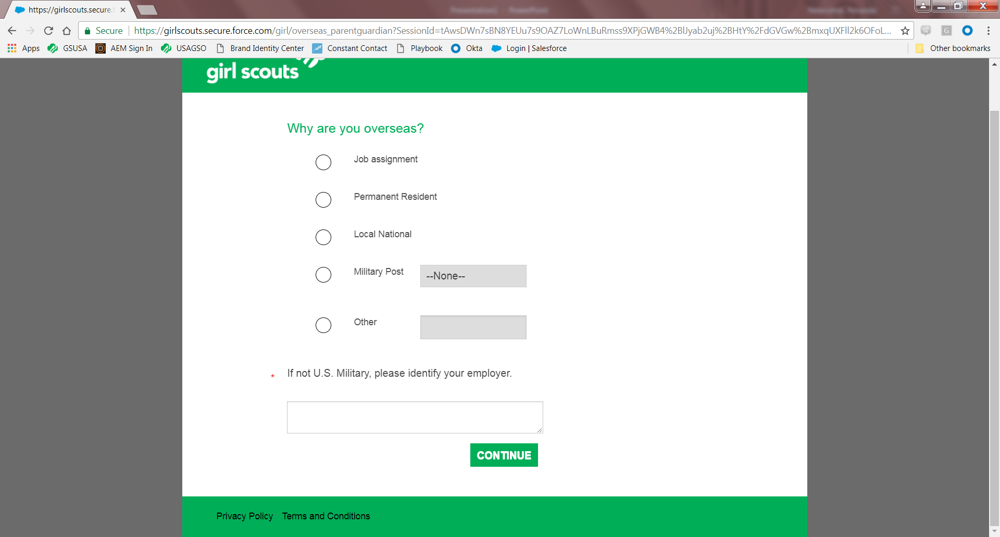 https://girlscouts.secure.f
Secure https://girlscouts.secure.force.com/girl/overseas_parentguardian?SessionId=tAwsDWn7sBN8YEUu7s9OAZ7LoWnLBuRmss9XPjGWB4%2BlJyab2uj%2BHtY%2FdGVGw%2BmxqUXFll2k6OFoL...
Apps GSUSA AEM Sign In USAGSO Brand Identity Center Constant Contact Playbook Okta Login | Salesforce Other bookmarks
girl scouts
Why are you overseas?
Job assignment
Permanent Resident
Local National
Military Post --None--
Other
* If not U.S. Military, please identify your employer.
CONTINUE
Privacy Policy Terms and Conditions